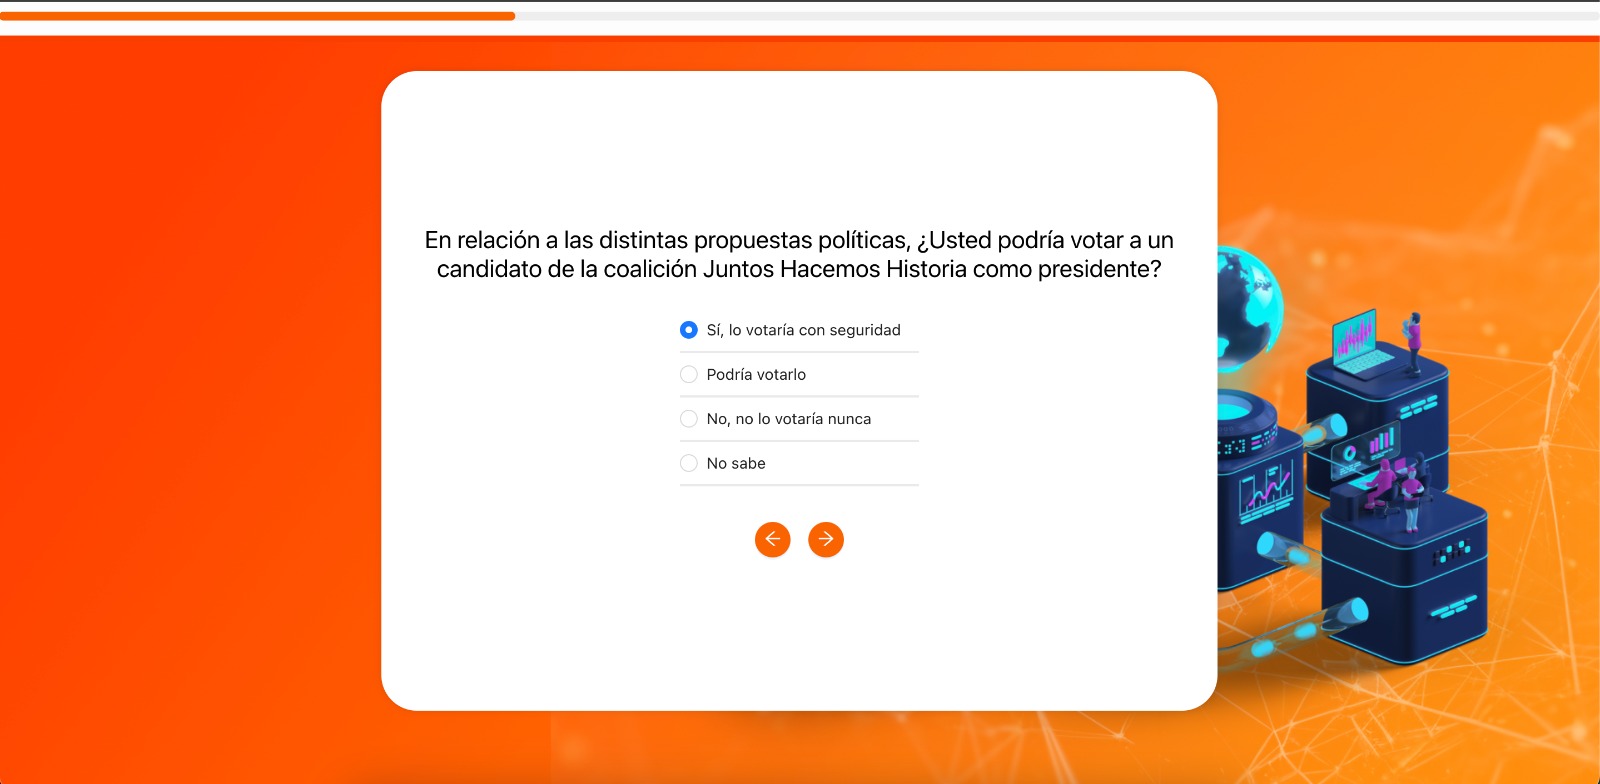 En relación a las distintas propuestas políticas, ¿Usted podría votar a un
candidato de la coalición Juntos Hacemos Historia como presidente?
Sí, lo votaría con seguridad
Podría votarlo
No, no lo votaría nunca
No sabe